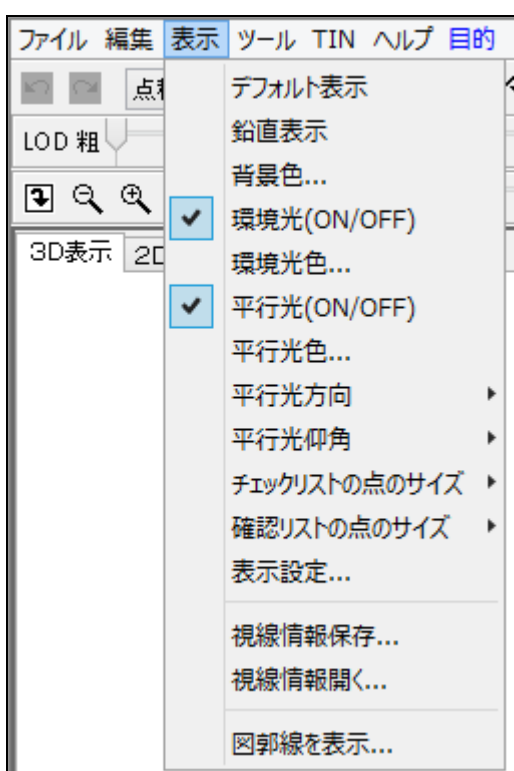 ファイル 編集 表示 ツール TIN ヘルプ 目的
デフォルト表示
LOD 粗
鉛直表示
背景色...
環境光(ON/OFF)
3D表示
環境光色...
平行光(ON/OFF)
平行光色...
平行光方向
平行光仰角
チェックリストの点のサイズ
確認リストの点のサイズ
表示設定...
視線情報保存...
視線情報開く...
図郭線を表示...